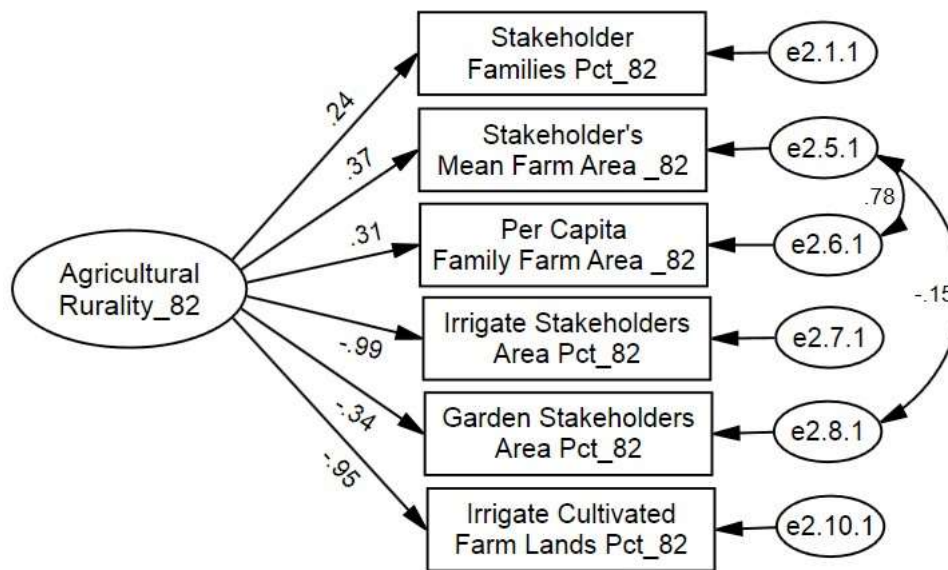 Stakeholder
Families Pct_82
e2.1.1
.24
Stakeholder's
Mean Farm Area _82
e2.5.1
.37
.78
Per Capita
Family Farm Area _82
e2.6.1
.31
Agricultural
Rurality_82
-.15
Irrigate Stakeholders
Area Pct_82
e2.7.1
-.99
Garden Stakeholders
Area Pct_82
e2.8.1
-.34
Irrigate Cultivated
Farm Lands Pct_82
e2.10.1
-.95